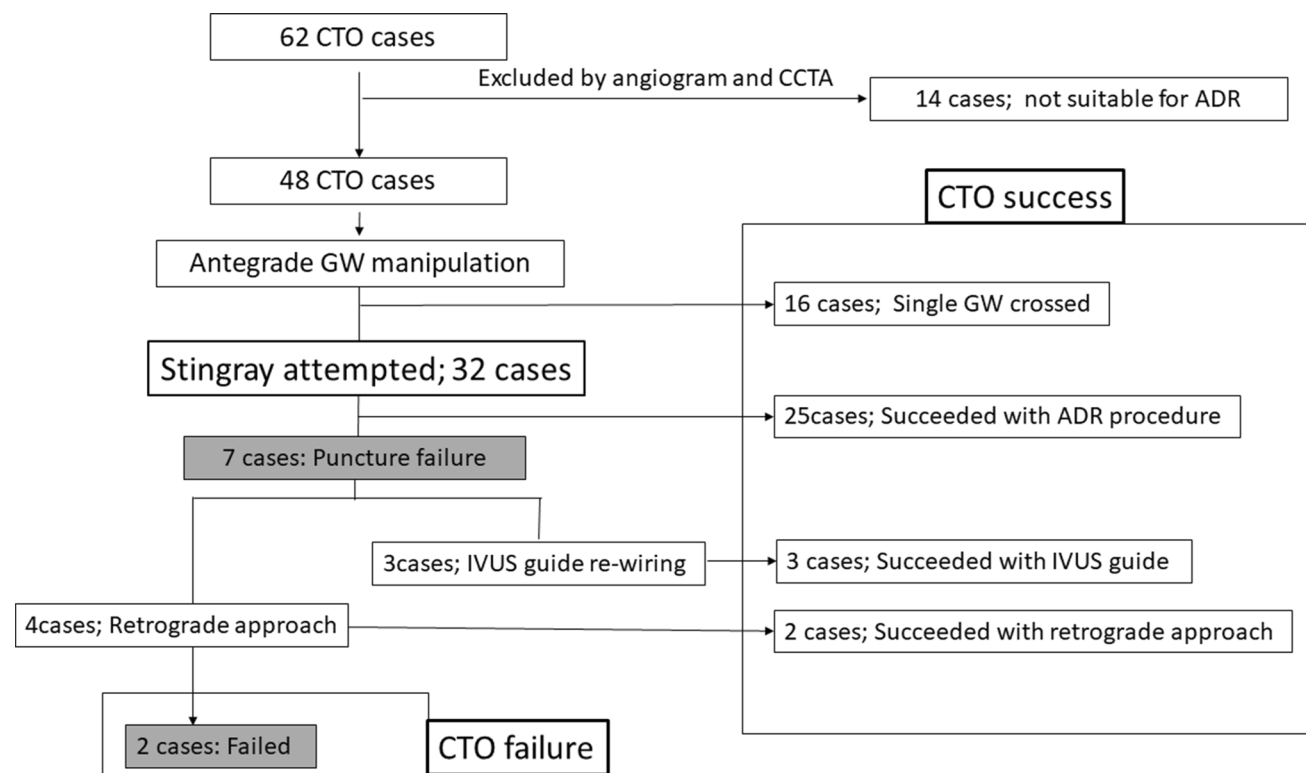 62 CTO cases
Excluded by angiogram and CCTA
14 cases;  not suitable for ADR
48 CTO cases
CTO success
Antegrade GW manipulation
16 cases;  Single GW crossed
Stingray attempted; 32 cases
25cases; Succeeded with ADR procedure
7 cases: Puncture failure
3cases; IVUS guide re-wiring
3 cases; Succeeded with IVUS guide
4cases; Retrograde approach
2 cases; Succeeded with retrograde approach
2 cases: Failed
CTO failure